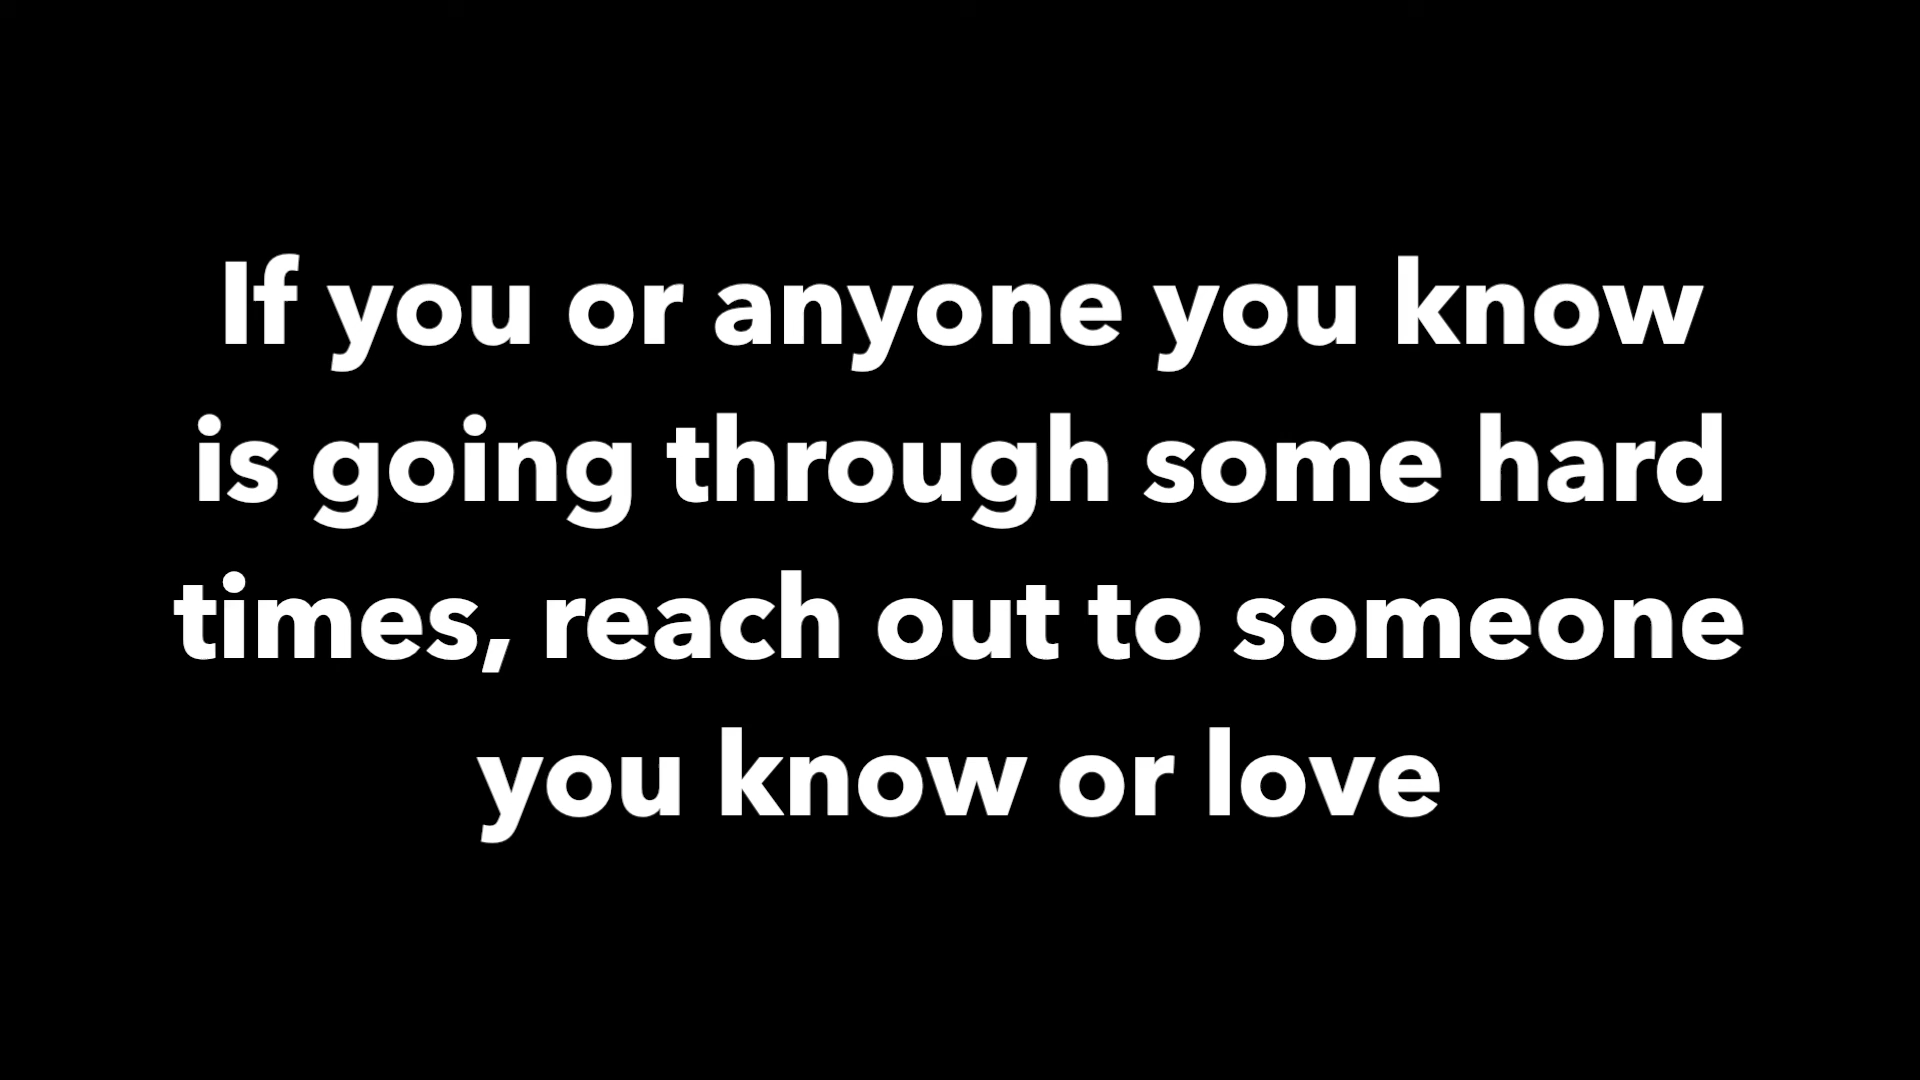 If you or anyone you know
is going through some hard
times, reach out to someone
you know or love